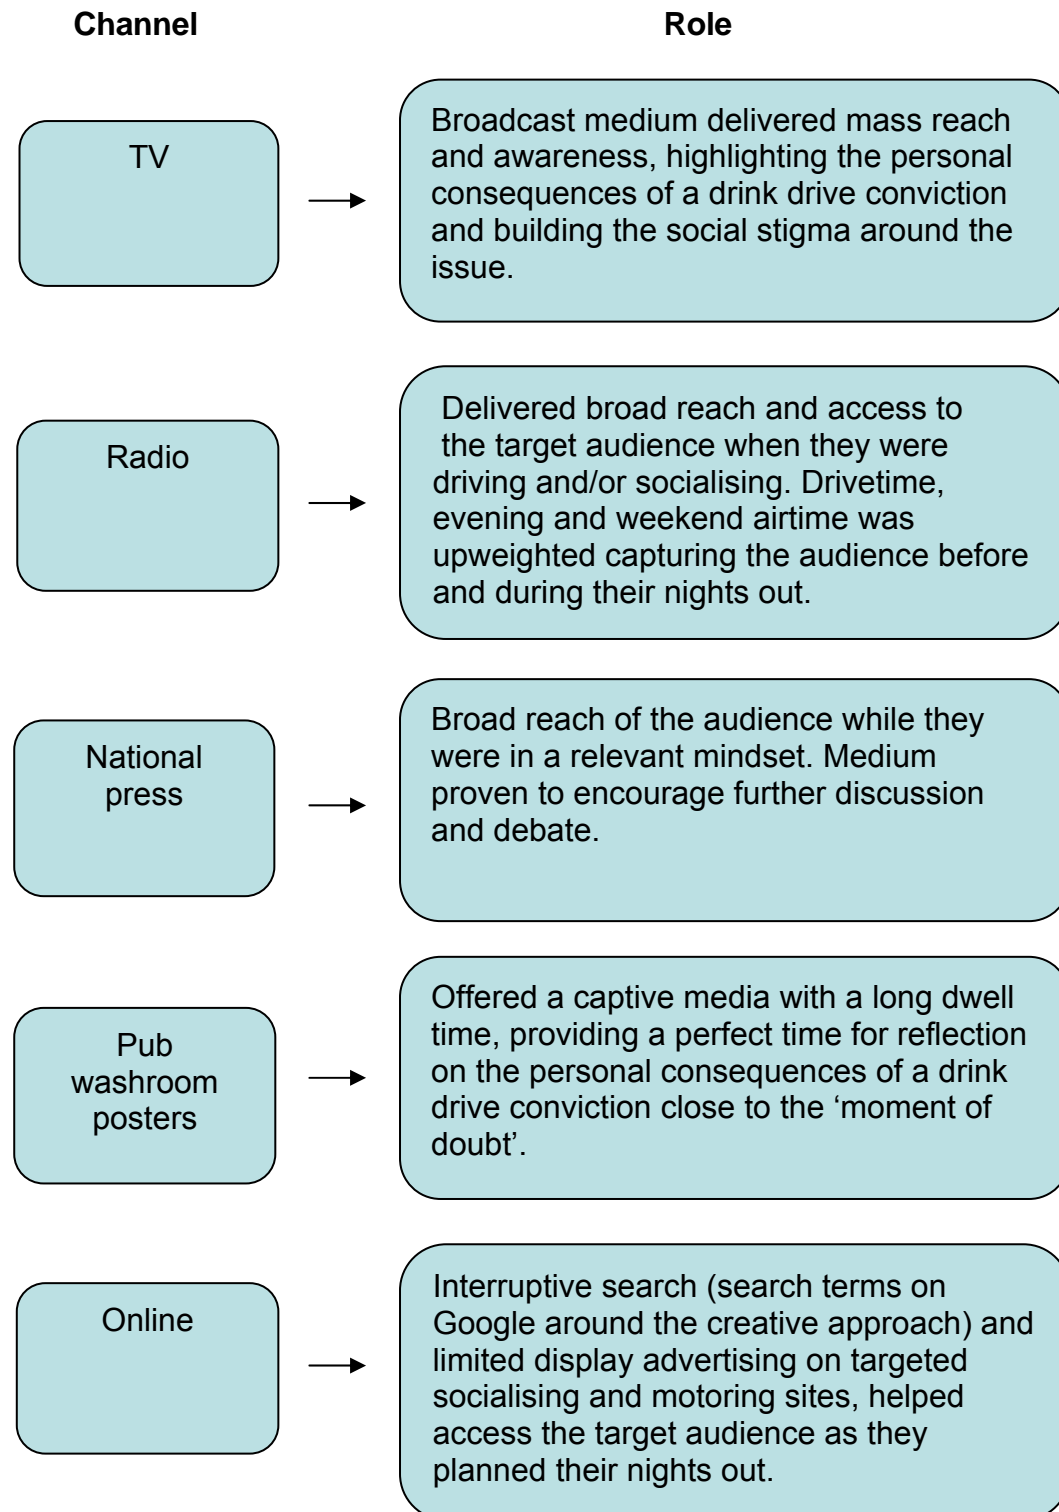 Channel
Role
TV
Broadcast medium delivered mass reach
and awareness, highlighting the personal
consequences of a drink drive conviction
and building the social stigma around the
issue.
Radio
Delivered broad reach and access to
the target audience when they were
driving and/or socialising. Drivetime,
evening and weekend airtime was
upweighted capturing the audience before
and during their nights out.
National
press
Broad reach of the audience while they
were in a relevant mindset. Medium
proven to encourage further discussion
and debate.
Pub
washroom
posters
Offered a captive media with a long dwell
time, providing a perfect time for reflection
on the personal consequences of a drink
drive conviction close to the ‘moment of
doubt’.
Online
Interruptive search (search terms on
Google around the creative approach) and
limited display advertising on targeted
socialising and motoring sites, helped
access the target audience as they
planned their nights out.